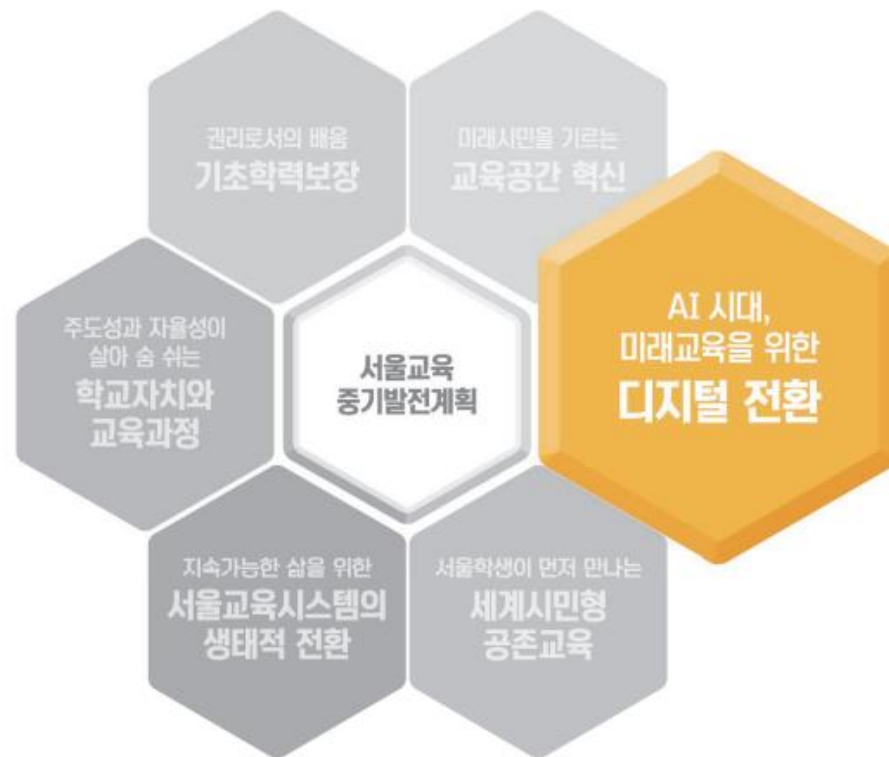 권리로서의 배움
기초학력보장
미래시민을 기르는
교육공간 혁신
AI 시대,
미래교육을 위한
디지털 전환
주도성과 자율성이
살아 숨 쉬는
학교자치와
교육과정
서울교육
중기발전계획
지속가능한 삶을 위한
서울교육시스템의
생태적 전환
서울학생이 먼저 만나는
세계시민형
공존교육